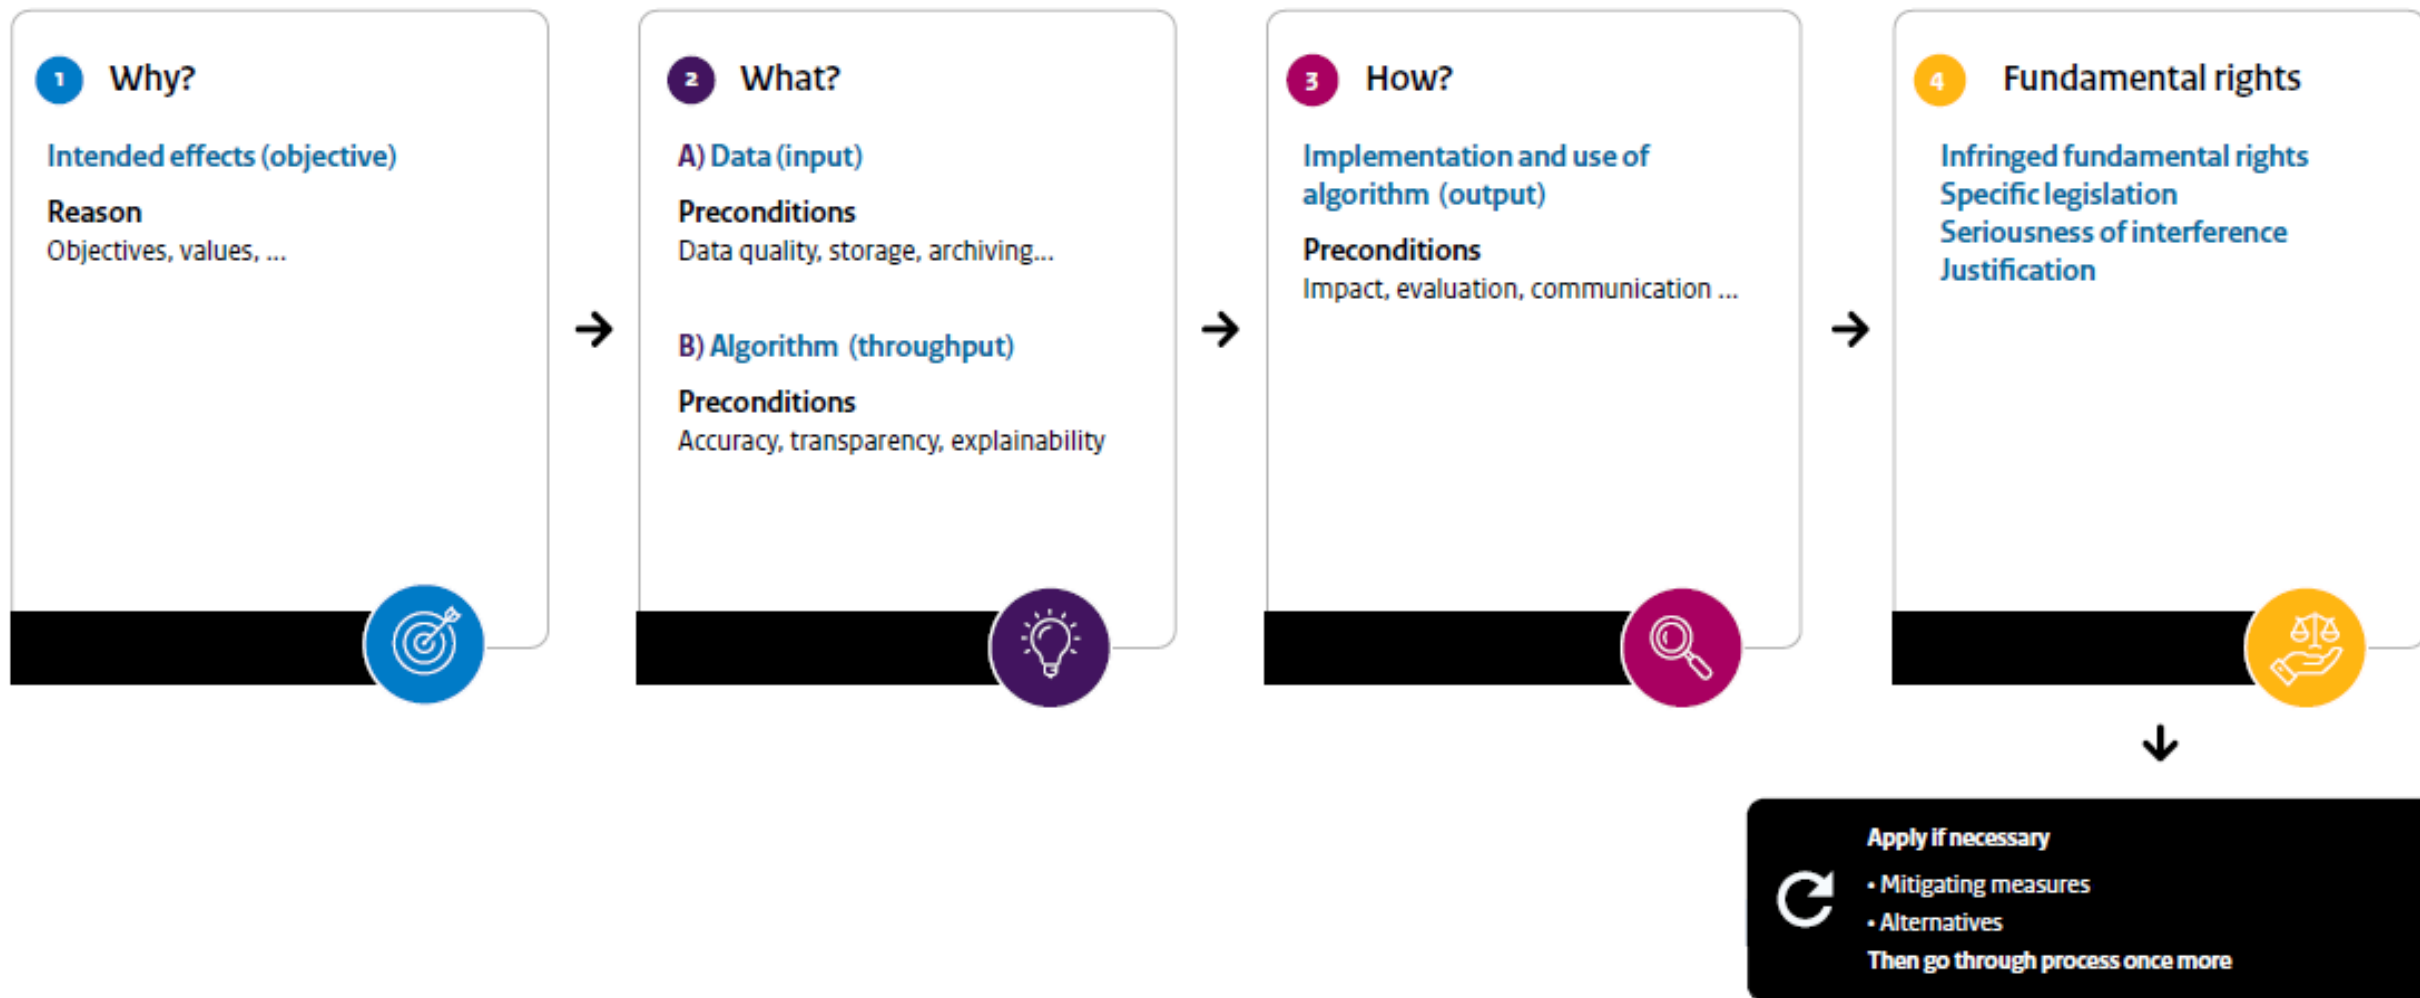 1 Why?
Intended effects (objective)
Reason
Objectives, values, ...
2 What?
A) Data (input)
Preconditions
Data quality, storage, archiving...
B) Algorithm (throughput)
Preconditions
Accuracy, transparency, explainability
3 How?
Implementation and use of
algorithm (output)
Preconditions
Impact, evaluation, communication ...
4 Fundamental rights
Infringed fundamental rights
Specific legislation
Seriousness of interference
Justification
Apply if necessary
• Mitigating measures
• Alternatives
Then go through process once more